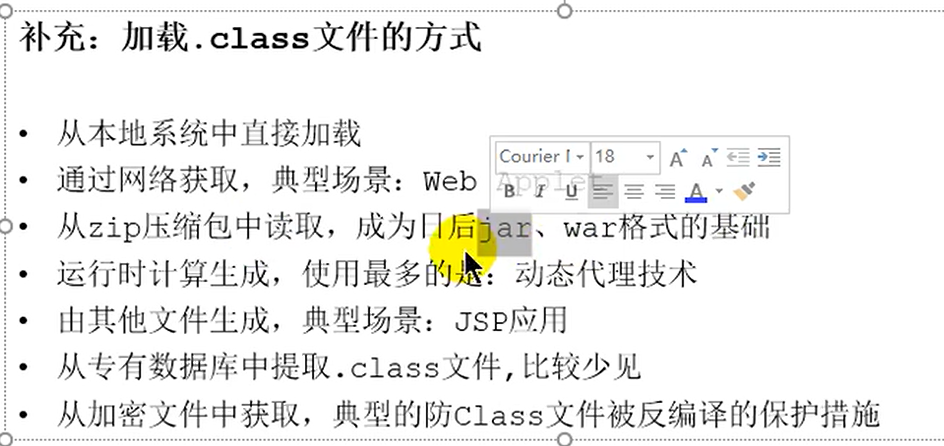 补充：加载.class文件的方式
• 从本地系统中直接加载
Courier 18
• 通过网络获取，典型场景：Web Applet
B I U A
• 从zip压缩包中读取，成为日后jar、war格式的基础
• 运行时计算生成，使用最多的是：动态代理技术
• 由其他文件生成，典型场景：JSP应用
• 从专有数据库中提取.class文件,比较少见
• 从加密文件中获取，典型的防Class文件被反编译的保护措施